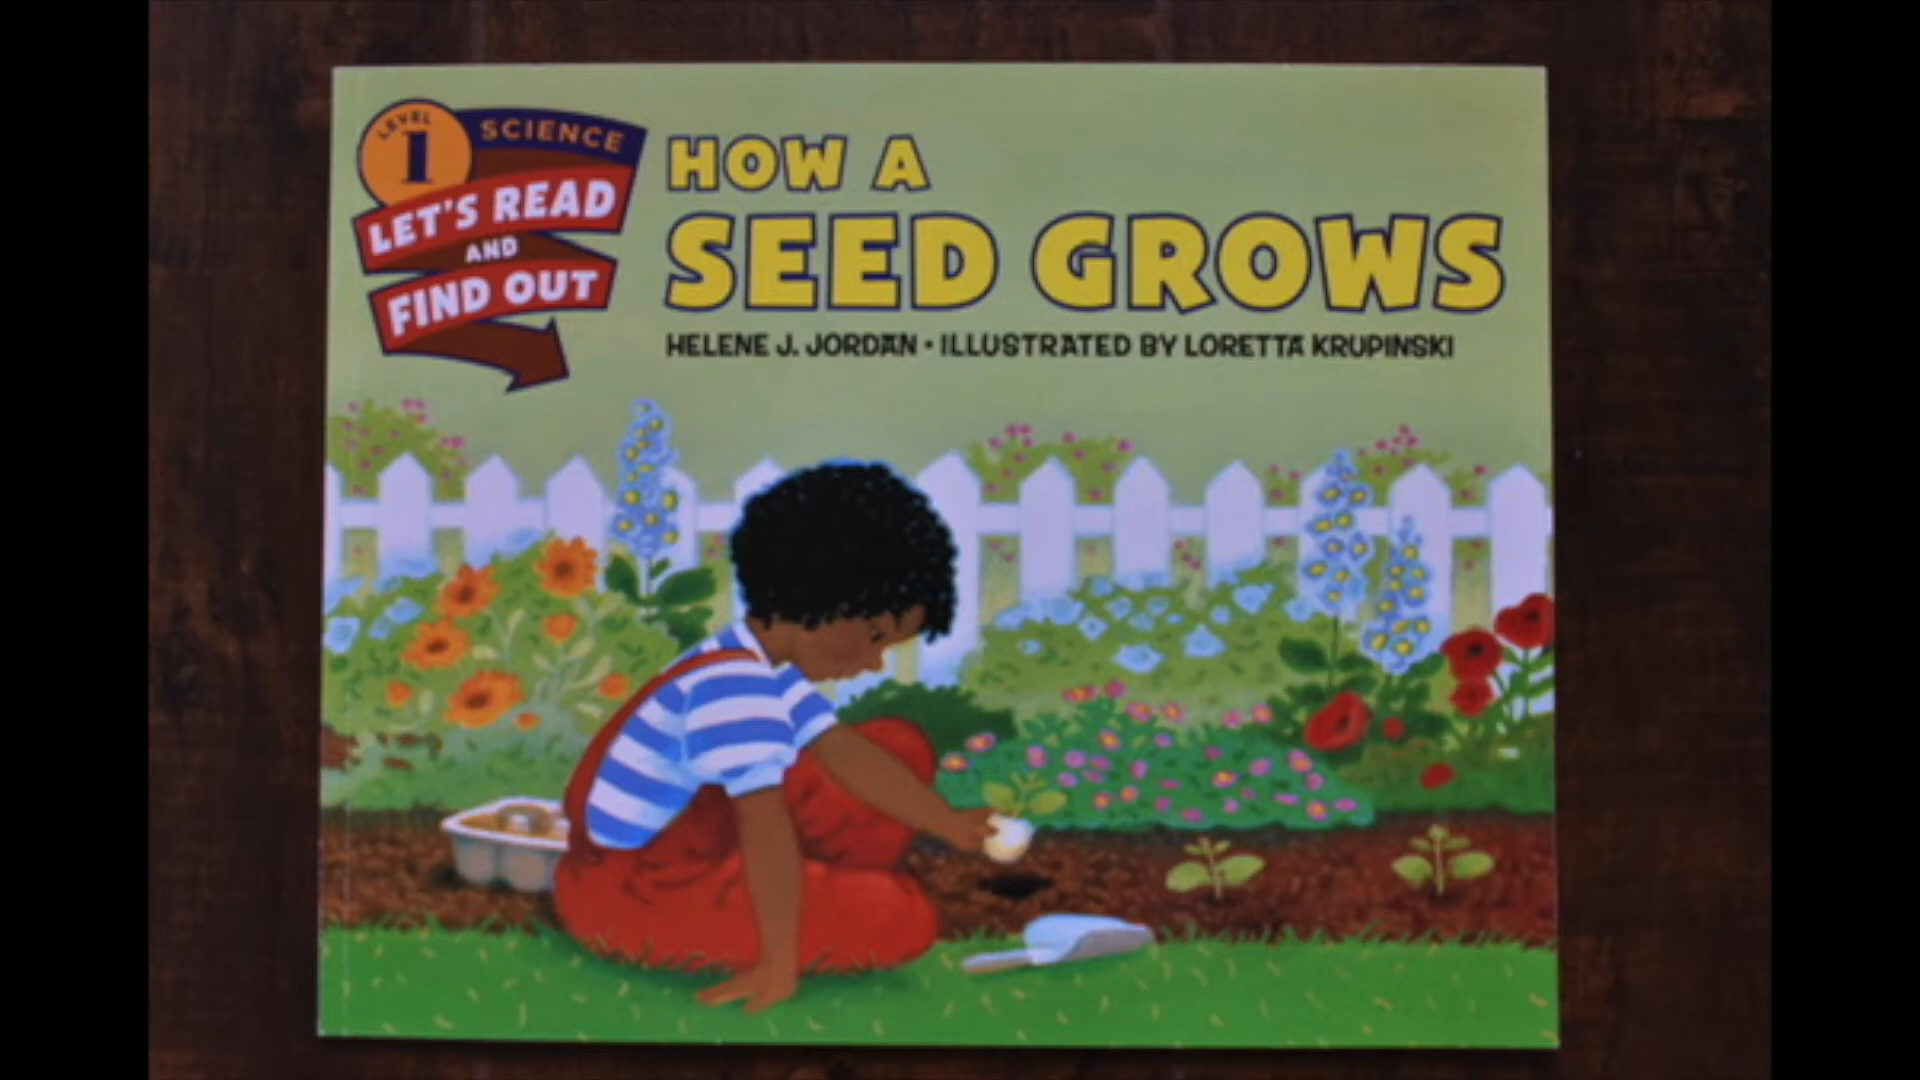 LEVEL
1
SCIENCE
LET'S READ
AND
FIND OUT
HOW A
SEED GROWS
HELENE J. JORDAN • ILLUSTRATED BY LORETTA KRUPINSKI